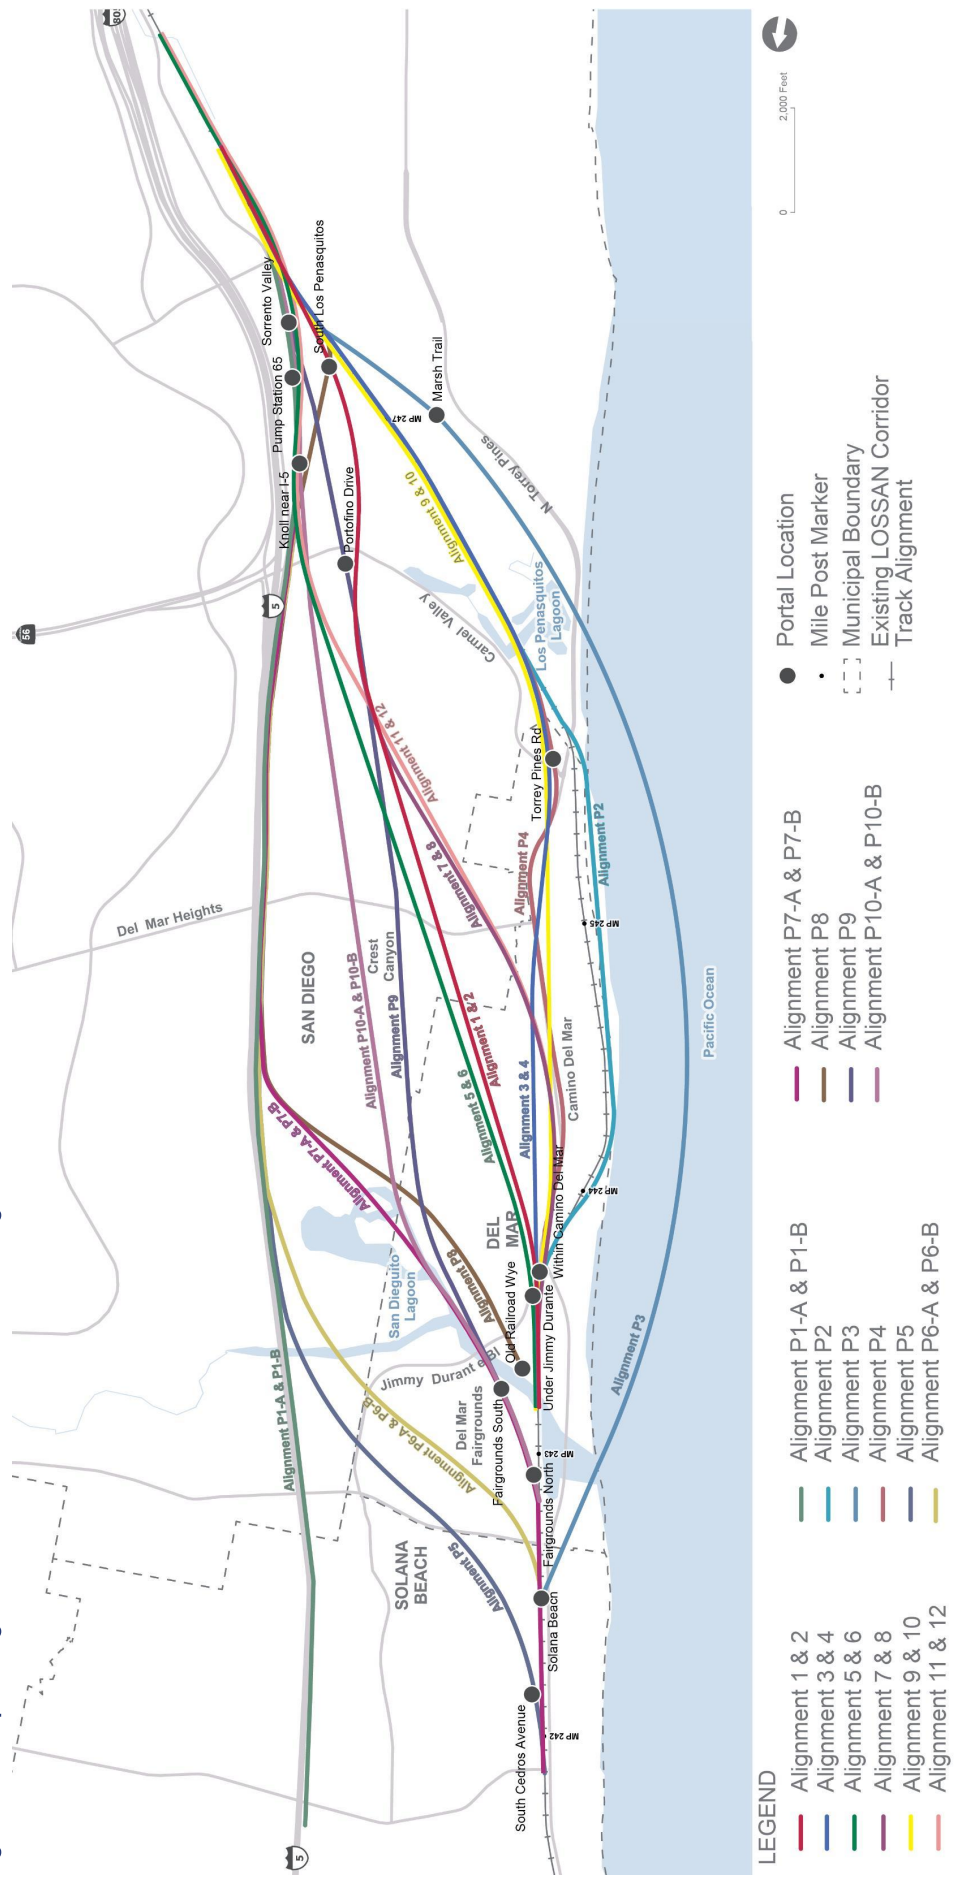 805
56
5
5
Sorrento Valley
Pump Station 65
Knoll near I-5
South Los Penasquitos
Portofino Drive
Marsh Trail
MP 247
N Torrey Pines
Alignment 9 & 10
Carmel Valley
Los Penasquitos
Lagoon
Torrey Pines Rd
Alignment 11 & 12
Alignment 7 & 8
Alignment P4
Alignment P2
MP 245
Del Mar Heights
SAN DIEGO
Crest
Canyon
Alignment P10-A & P10-B
Alignment P9
Alignment 1 & 2
Alignment 5 & 6
Alignment 3 & 4
Camino Del Mar
Pacific Ocean
Alignment P7-A & P7-B
MP 244
Within Camino Del Mar
DEL
MAR
San Dieguito
Lagoon
Alignment P8
Old Railroad Wye
Under Jimmy Durante
Jimmy Durante Bl
Alignment P3
Alignment P1-A & P1-B
Alignment P6-A & P6-B
Del Mar
Fairgrounds
Fairgrounds South
MP 243
Fairgrounds North
SOLANA
BEACH
Alignment P5
Solana Beach
South Cedros Avenue
MP 242
0 2,000 Feet
LEGEND
Alignment 1 & 2
Alignment 3 & 4
Alignment 5 & 6
Alignment 7 & 8
Alignment 9 & 10
Alignment 11 & 12
Alignment P1-A & P1-B
Alignment P2
Alignment P3
Alignment P4
Alignment P5
Alignment P6-A & P6-B
Alignment P7-A & P7-B
Alignment P8
Alignment P9
Alignment P10-A & P10-B
Portal Location
Mile Post Marker
Municipal Boundary
Existing LOSSAN Corridor
Track Alignment